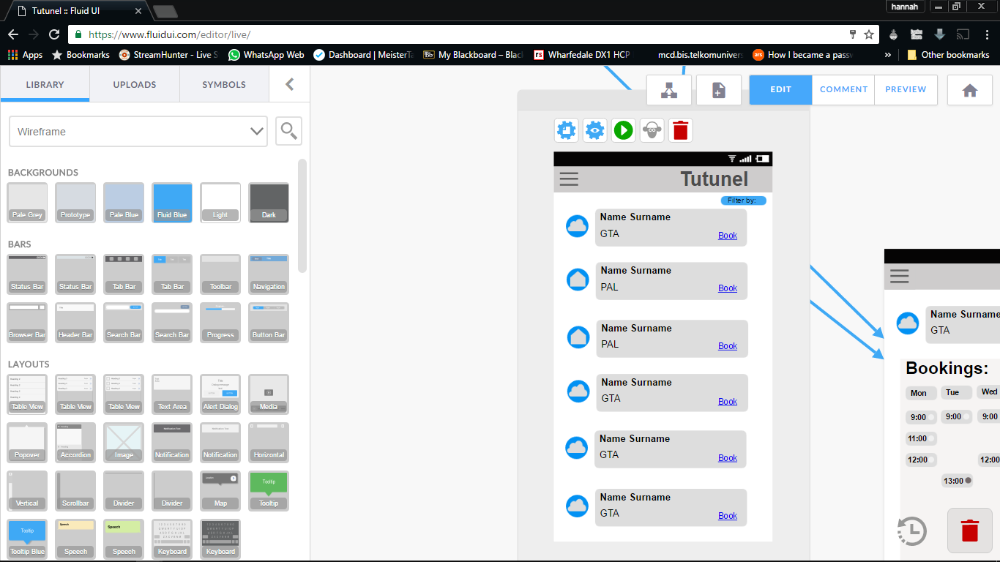 Tutunel :: Fluid UI
hannah
https://www.fluidui.com/editor/live/
Apps Bookmarks StreamHunter - Live S WhatsApp Web Dashboard | MeisterTa My Blackboard – Black Wharfedale DX1 HCP mcd.bis.telkomunivers How I became a passw » Other bookmarks
LIBRARY UPLOADS SYMBOLS
EDIT COMMENT PREVIEW
Wireframe
BACKGROUNDS
Pale Grey Prototype Pale Blue Fluid Blue Light Dark
BARS
Status Bar Status Bar Tab Bar Tab Bar Toolbar Navigation
Browser Bar Header Bar Search Bar Search Bar Progress Button Bar
LAYOUTS
Table View Table View Table View Text Area Alert Dialog Media
Popover Accordion Image Notification Notification Horizontal
Vertical Scrollbar Divider Divider Map Tooltip
Tooltip
Tooltip Blue Speech Speech Keyboard Keyboard
Tooltip Speech Speech
Tutunel
Filter by:
Name Surname
GTA
Book
Name Surname
PAL
Book
Name Surname
PAL
Book
Name Surname
GTA
Book
Name Surname
GTA
Book
Name Surname
GTA
Book
Name Surname
GTA
Bookings:
Mon Tue Wed
9:00 9:00 9:00
11:00
12:00 12:00
13:00